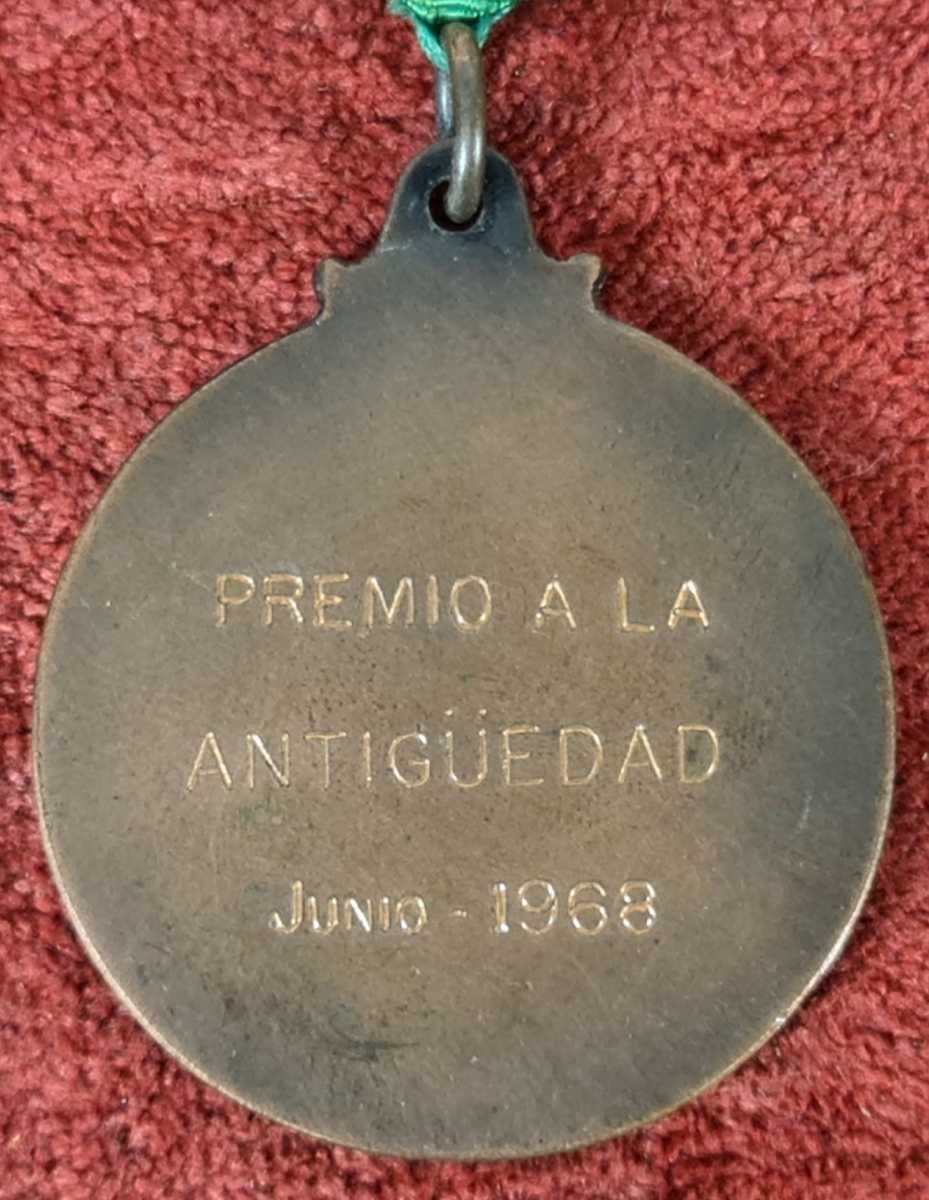 PREMIO A LA
ANTIGÜEDAD
JUNIO - 1968